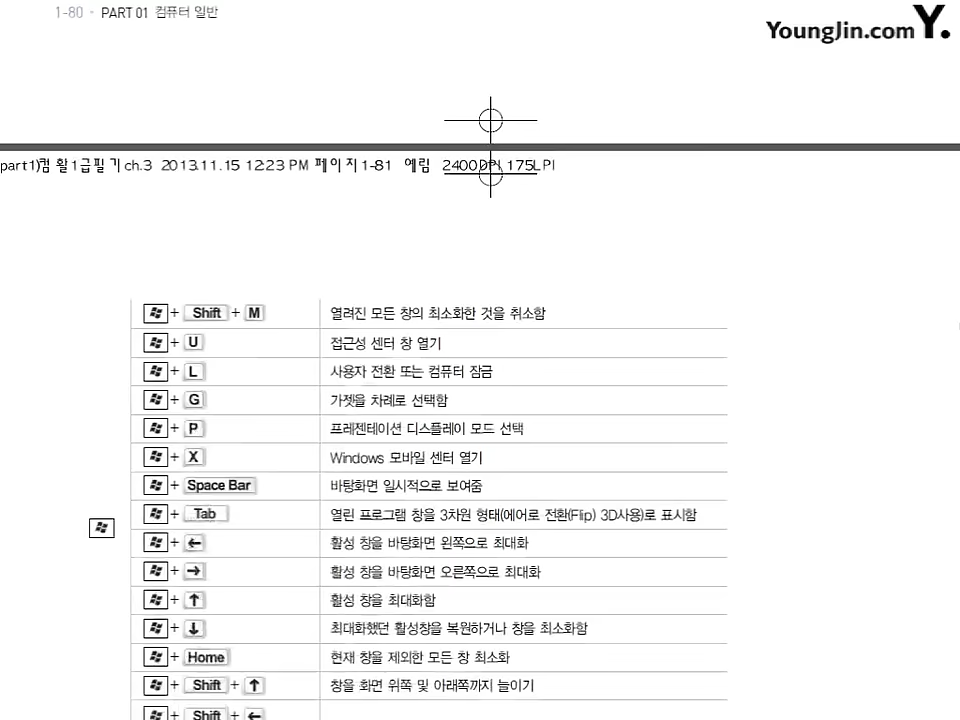 1-80 • PART 01 컴퓨터 일반
YoungJin.com Y.
part1)컴활1급필기ch.3 2013.11.15 12:23 PM 페이지1-81 예림 2400DPI 175LPI
+ Shift + M 열려진 모든 창의 최소화한 것을 취소함
+ U 접근성 센터 창 열기
+ L 사용자 전환 또는 컴퓨터 잠금
+ G 가젯을 차례로 선택함
+ P 프레젠테이션 디스플레이 모드 선택
+ X Windows 모바일 센터 열기
+ Space Bar 바탕화면 일시적으로 보여줌
+ Tab 열린 프로그램 창을 3차원 형태(에어로 전환(Flip) 3D사용)로 표시함
+ ← 활성 창을 바탕화면 왼쪽으로 최대화
+ → 활성 창을 바탕화면 오른쪽으로 최대화
+ ↑ 활성 창을 최대화함
+ ↓ 최대화했던 활성창을 복원하거나 창을 최소화함
+ Home 현재 창을 제외한 모든 창 최소화
+ Shift + ↑ 창을 화면 위쪽 및 아래쪽까지 늘이기
+ Shift + ←